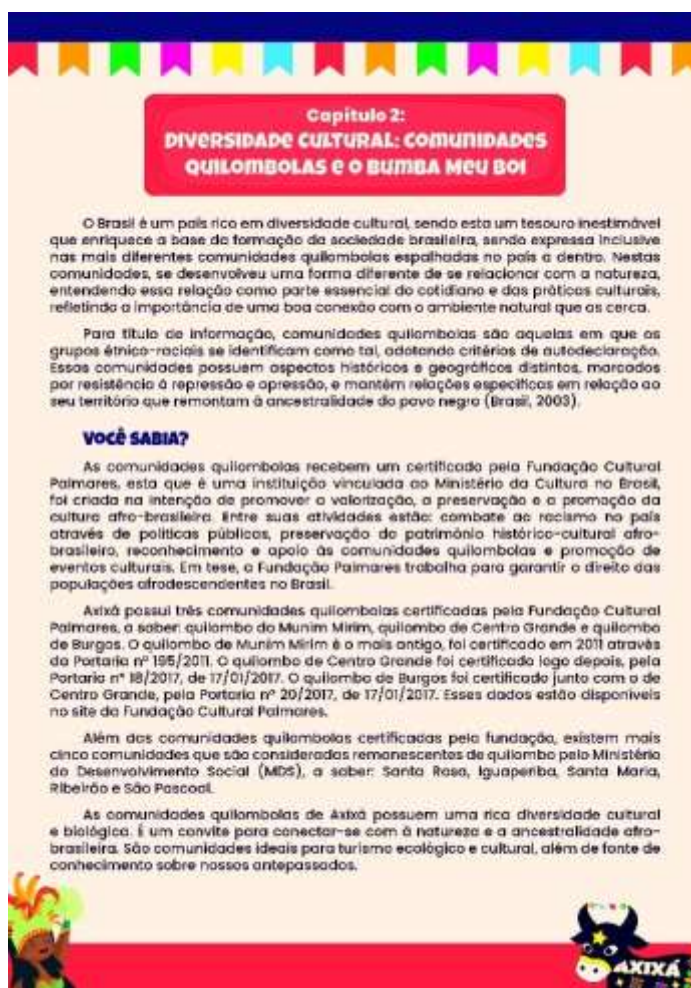 Capítulo 2:
DIVERSIDADE CULTURAL: COMUNIDADES
QUILOMBOLAS E O BUMBA MEU BOI
O Brasil é um país rico em diversidade cultural, sendo esta um tesouro inestimável
que enriquece a base da formação da sociedade brasileira, sendo expressa inclusive
nas mais diferentes comunidades quilombolas espalhadas no país a dentro. Nestas
comunidades, se desenvolveu uma forma diferente de se relacionar com a natureza,
entendendo essa relação como parte essencial do cotidiano e das práticas culturais,
refletindo a importância de uma boa conexão com o ambiente natural que as cerca.
Para título de informação, comunidades quilombolas são aquelas em que os
grupos étnico-raciais se identificam como tal, adotando critérios de autodeclaração.
Essas comunidades possuem aspectos históricos e geográficos distintos, marcados
por resistência à repressão e opressão, e mantêm relações específicas em relação ao
seu território que remontam à ancestralidade do povo negro (Brasil, 2003).
VOCÊ SABIA?
As comunidades quilombolas recebem um certificado pela Fundação Cultural
Palmares, esta que é uma instituição vinculada ao Ministério da Cultura no Brasil,
foi criada na intenção de promover a valorização, a preservação e a promoção da
cultura afro-brasileira. Entre suas atividades estão: combate ao racismo no país
através de políticas públicas, preservação do patrimônio histórico-cultural afro-
brasileiro, reconhecimento e apoio às comunidades quilombolas e promoção de
eventos culturais. Em tese, a Fundação Palmares trabalha para garantir o direito das
populações afrodescendentes no Brasil.
Axixá possui três comunidades quilombolas certificadas pela Fundação Cultural
Palmares, a saber: quilombo do Munim Mirim, quilombo de Centro Grande e quilombo
de Burgos. O quilombo de Munim Mirim é o mais antigo, foi certificado em 2011 através
da Portaria nº 195/2011. O quilombo de Centro Grande foi certificado logo depois, pela
Portaria nº 18/2017, de 17/01/2017. O quilombo de Burgos foi certificado junto com o de
Centro Grande, pela Portaria nº 20/2017, de 17/01/2017. Esses dados estão disponíveis
no site da Fundação Cultural Palmares.
Além das comunidades quilombolas certificadas pela fundação, existem mais
cinco comunidades que são consideradas remanescentes de quilombo pelo Ministério
do Desenvolvimento Social (MDS), a saber: Santa Rosa, Iguaperiba, Santa Maria,
Ribeirão e São Pascoal.
As comunidades quilombolas de Axixá possuem uma rica diversidade cultural
e biológica. É um convite para conectar-se com à natureza e a ancestralidade afro-
brasileira. São comunidades ideais para turismo ecológico e cultural, além de fonte de
conhecimento sobre nossos antepassados.
AXIXÁ